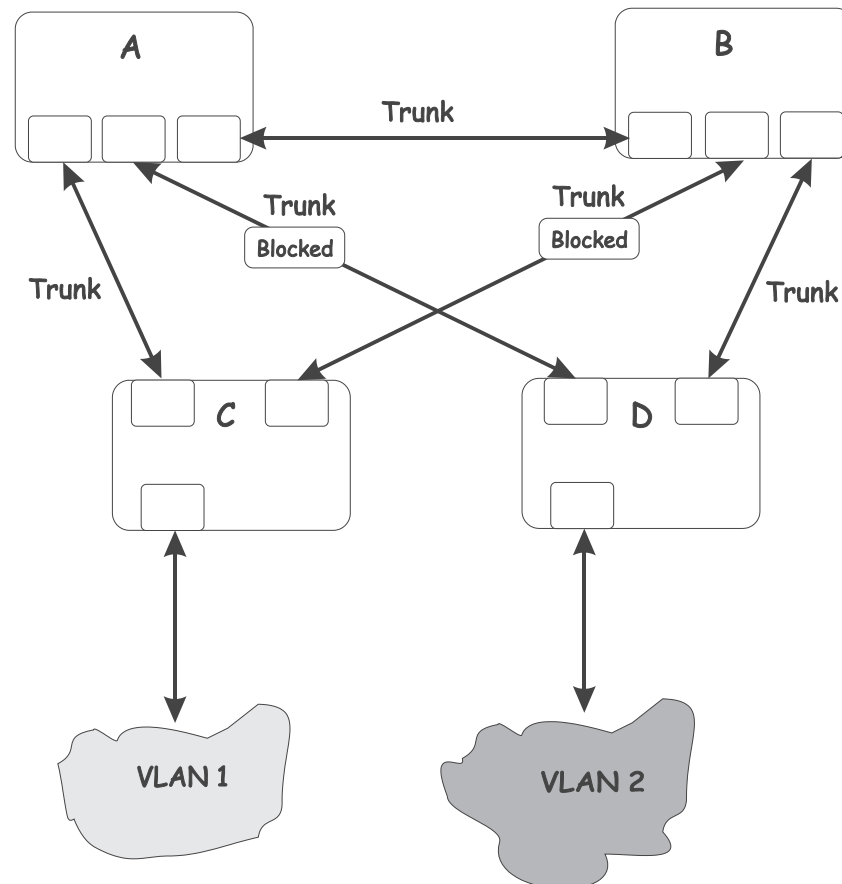 A
B
Trunk
Trunk
Trunk
Blocked
Blocked
Trunk
Trunk
C
D
VLAN 1
VLAN 2